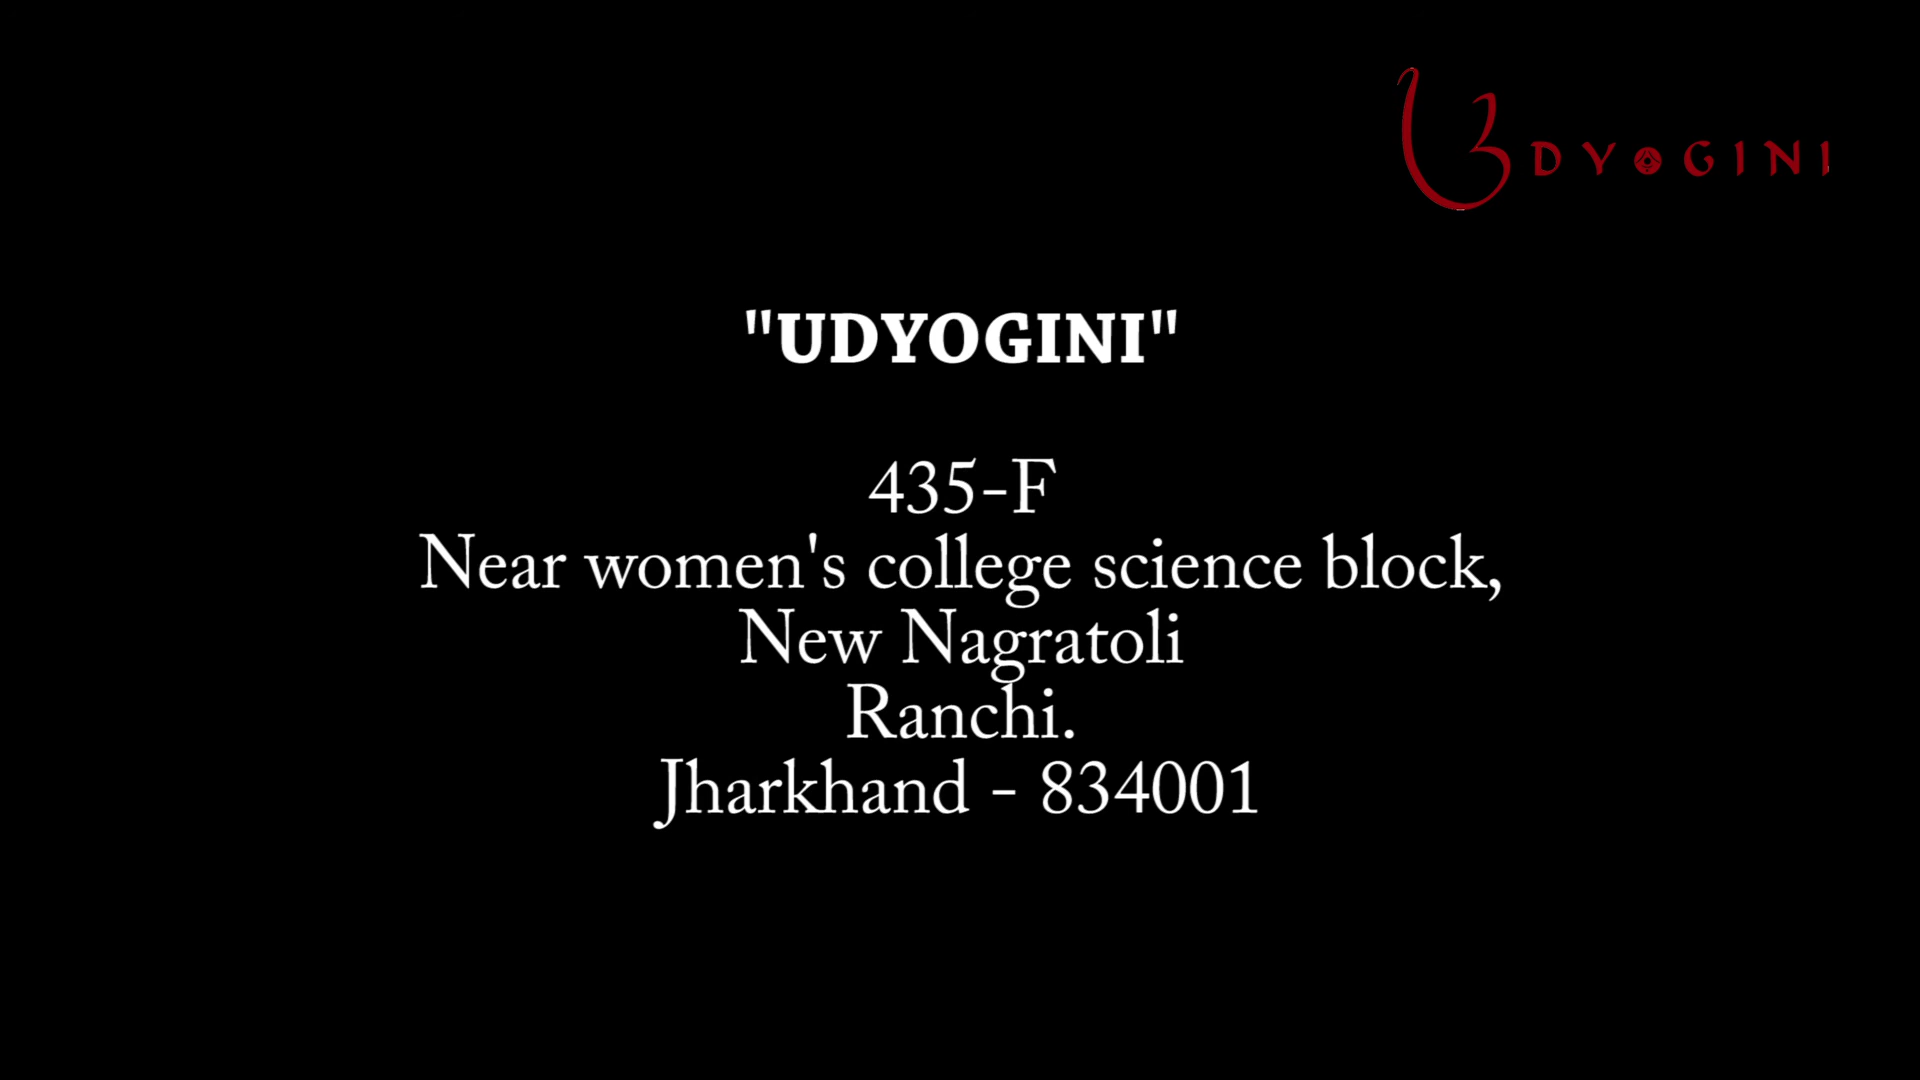 UDYOGINI
"UDYOGINI"
435-F
Near women's college science block,
New Nagratoli
Ranchi.
Jharkhand - 834001